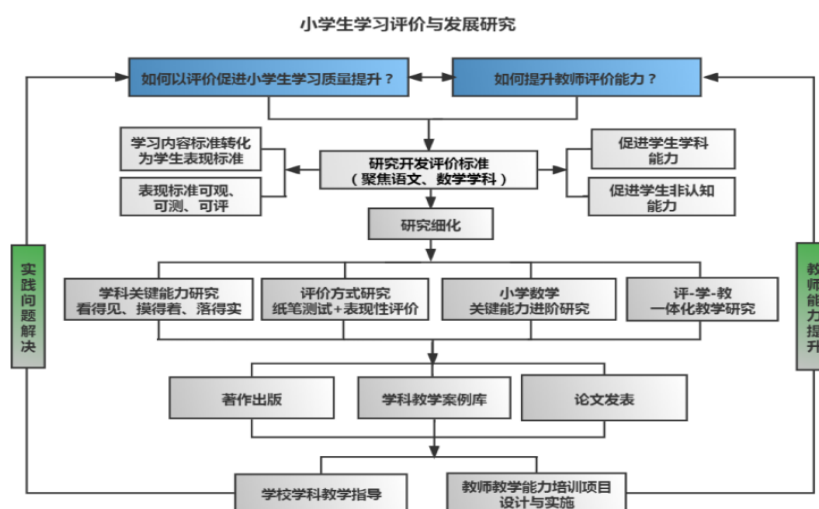 小学生学习评价与发展研究
如何以评价促进小学生学习质量提升？
如何提升教师评价能力？
学习内容标准转化
为学生表现标准
表现标准可观、
可测、可评
研究开发评价标准
（聚焦语文、数学学科）
促进学生学科
能力
促进学生非认知
能力
研究细化
实践问题解决
教师能力提升
学科关键能力研究
看得见、摸得着、落得实
评价方式研究
纸笔测试+表现性评价
小学数学
关键能力进阶研究
评-学-教
一体化教学研究
著作出版
学科教学案例库
论文发表
学校学科教学指导
教师教学能力培训项目
设计与实施